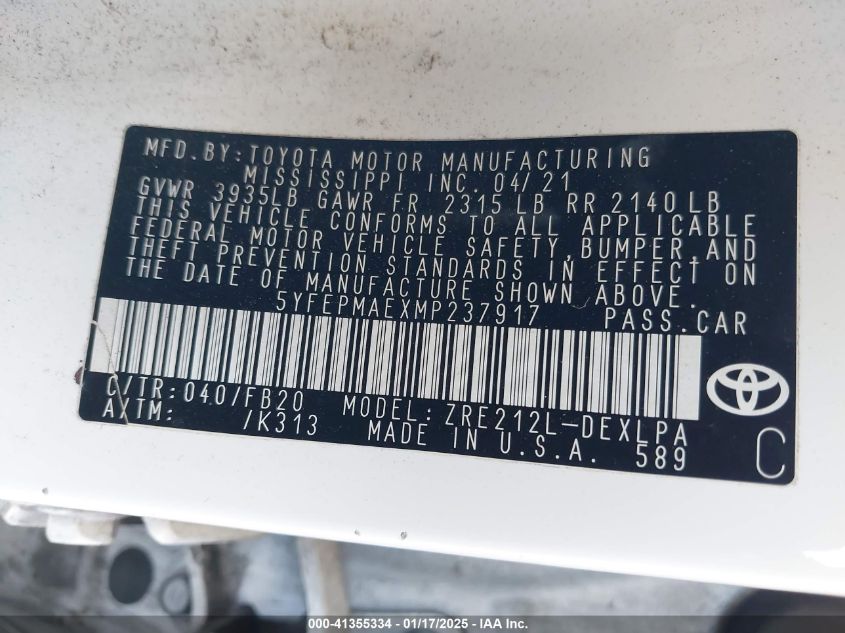 MFD.BY:TOYOTA MOTOR MANUFACTURING
MISSISSIPPI INC. 04/21
GVWR 3935LB GAWR FR 2315 LB RR 2140 LB
THIS VEHICLE CONFORMS TO ALL APPLICABLE
FEDERAL MOTOR VEHICLE SAFETY,BUMPER,AND
THEFT PREVENTION STANDARDS IN EFFECT ON
THE DATE OF MANUFACTURE SHOWN ABOVE.
5YFEPMAEXMP237917 PASS.CAR
C/TR:040/FB20 MODEL:ZRE212L-DEXLPA
A/TM: /K313 MADE IN U.S.A. 589
C
000-41355334 - 01/17/2025 - IAA Inc.